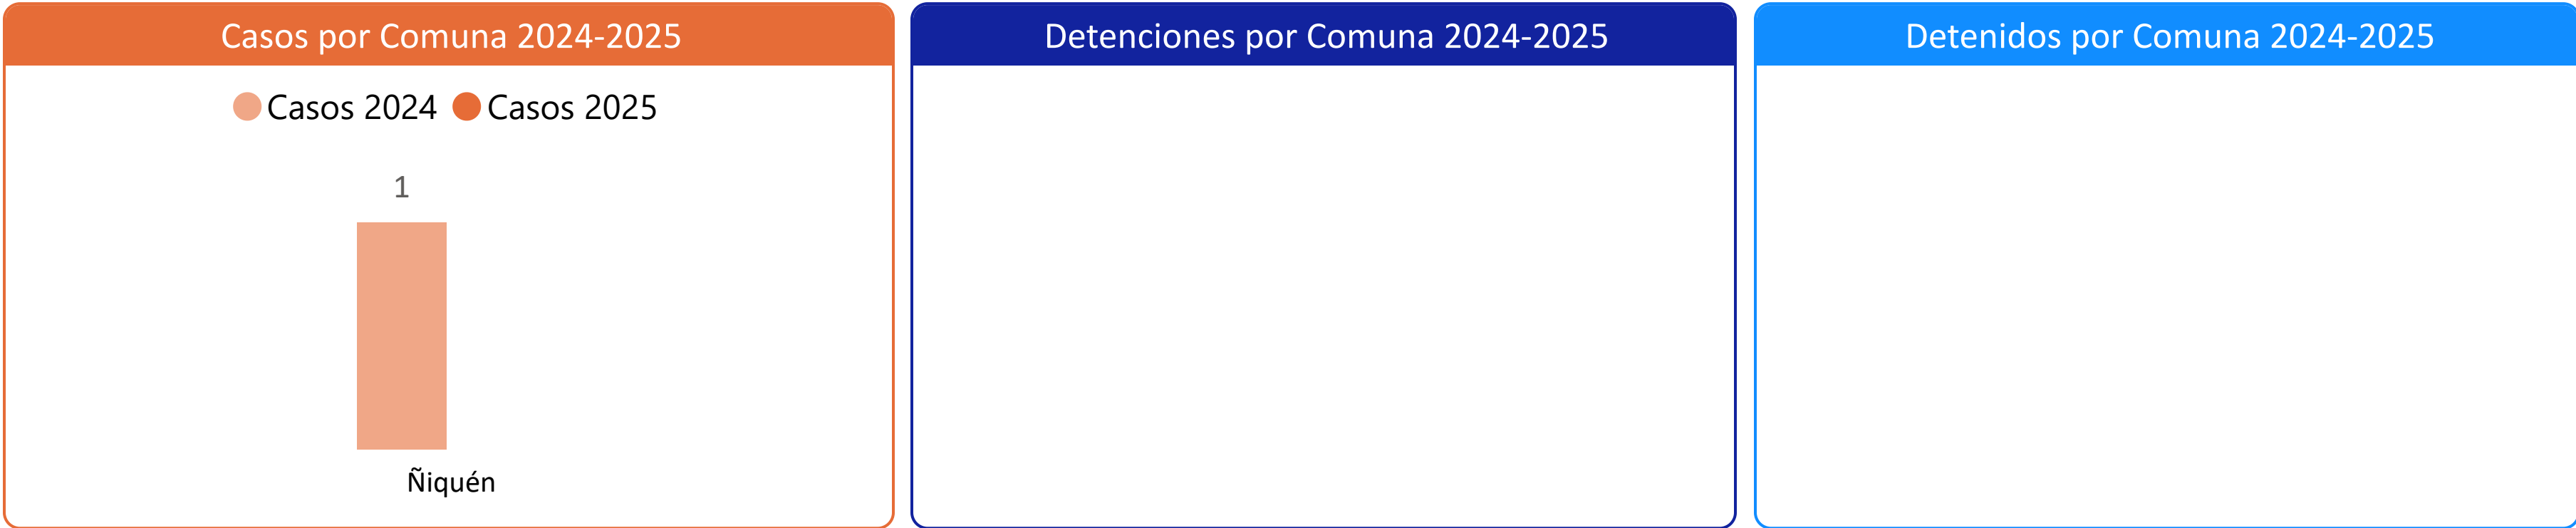 Casos por Comuna 2024-2025
Casos 2024 Casos 2025
1
Ñiquén
Detenciones por Comuna 2024-2025
Detenidos por Comuna 2024-2025